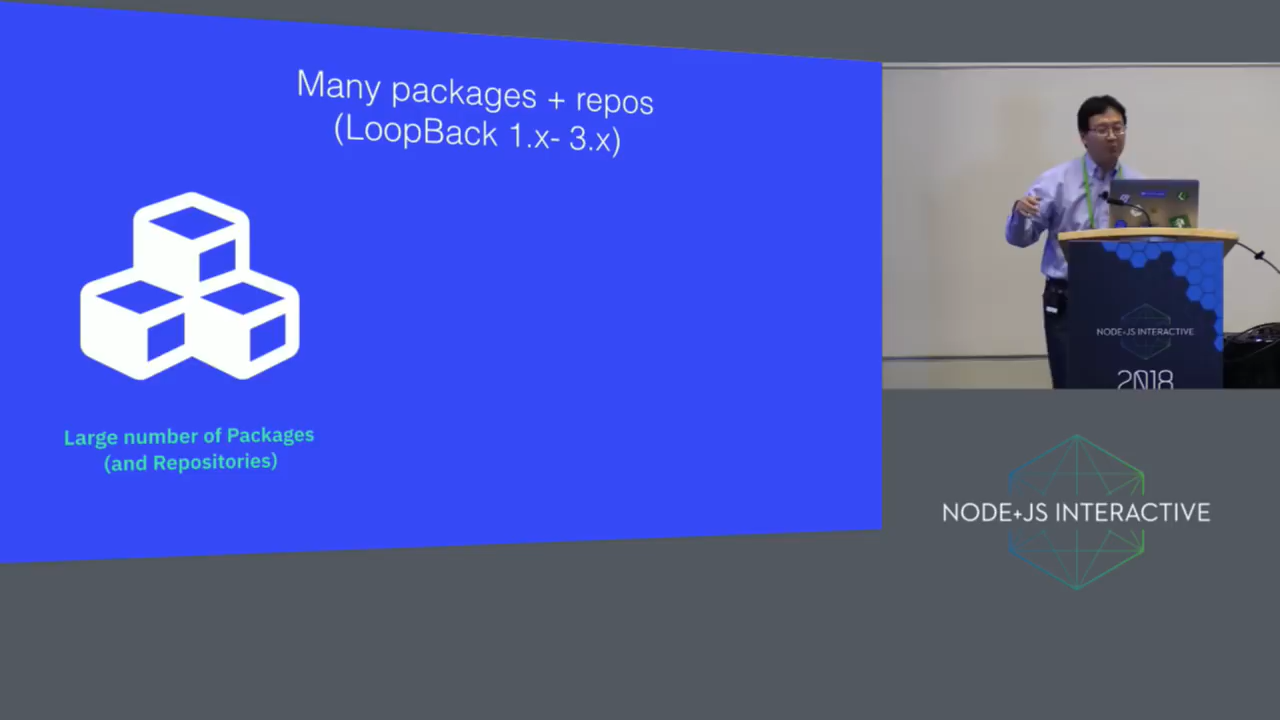 Many packages + repos
(LoopBack 1.x- 3.x)
Large number of Packages
(and Repositories)
NODE+JS INTERACTIVE
2018
NODE+JS INTERACTIVE